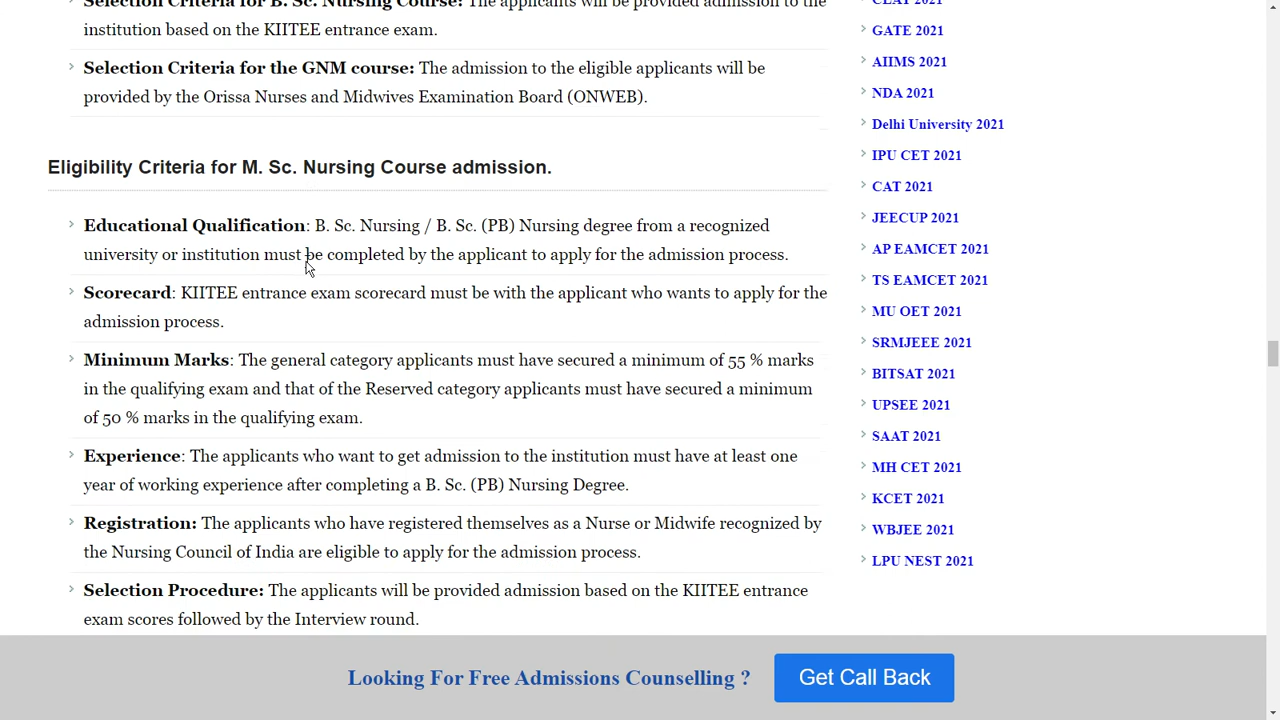 Selection Criteria for B. Sc. Nursing Course: The applicants will be provided admission to the
institution based on the KIITEE entrance exam.
Selection Criteria for the GNM course: The admission to the eligible applicants will be
provided by the Orissa Nurses and Midwives Examination Board (ONWEB).
Eligibility Criteria for M. Sc. Nursing Course admission.
Educational Qualification: B. Sc. Nursing / B. Sc. (PB) Nursing degree from a recognized
university or institution must be completed by the applicant to apply for the admission process.
Scorecard: KIITEE entrance exam scorecard must be with the applicant who wants to apply for the
admission process.
Minimum Marks: The general category applicants must have secured a minimum of 55 % marks
in the qualifying exam and that of the Reserved category applicants must have secured a minimum
of 50 % marks in the qualifying exam.
Experience: The applicants who want to get admission to the institution must have at least one
year of working experience after completing a B. Sc. (PB) Nursing Degree.
Registration: The applicants who have registered themselves as a Nurse or Midwife recognized by
the Nursing Council of India are eligible to apply for the admission process.
Selection Procedure: The applicants will be provided admission based on the KIITEE entrance
exam scores followed by the Interview round.
CLAT 2021
GATE 2021
AIIMS 2021
NDA 2021
Delhi University 2021
IPU CET 2021
CAT 2021
JEECUP 2021
AP EAMCET 2021
TS EAMCET 2021
MU OET 2021
SRMJEEE 2021
BITSAT 2021
UPSEE 2021
SAAT 2021
MH CET 2021
KCET 2021
WBJEE 2021
LPU NEST 2021
Looking For Free Admissions Counselling ?
Get Call Back